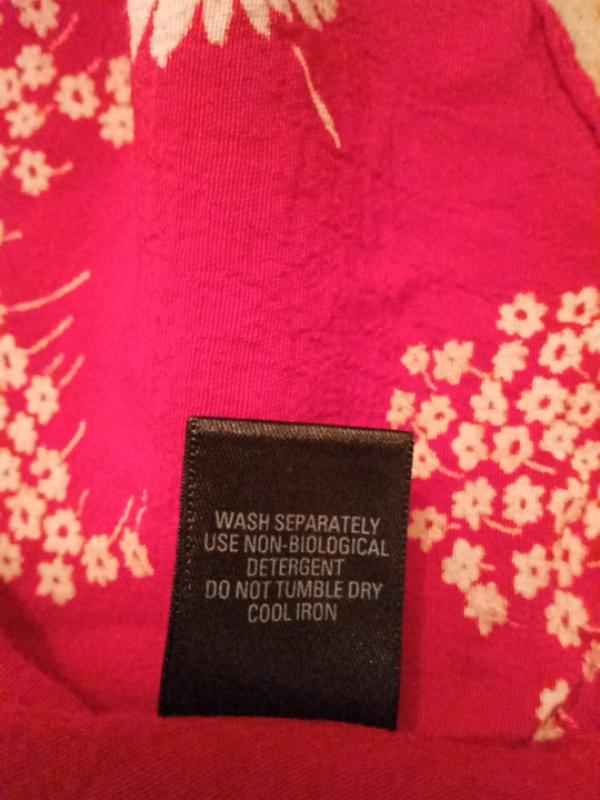 WASH SEPARATELY
USE NON-BIOLOGICAL
DETERGENT
DO NOT TUMBLE DRY
COOL IRON